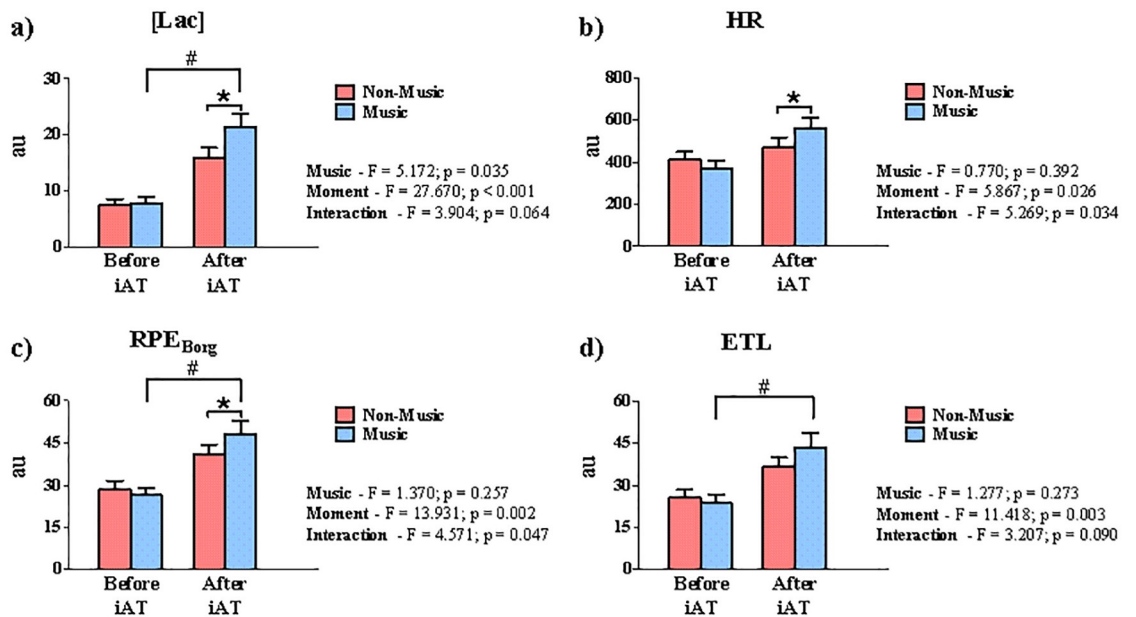 a)
[Lac]
#
*
30
20
10
0
au
Before
iAT
After
iAT
Non-Music
Music
Music - F = 5.172; p = 0.035
Moment - F = 27.670; p < 0.001
Interaction - F = 3.904; p = 0.064
b)
HR
*
800
600
400
200
0
au
Before
iAT
After
iAT
Non-Music
Music
Music - F = 0.770; p = 0.392
Moment - F = 5.867; p = 0.026
Interaction - F = 5.269; p = 0.034
c)
RPE Borg
#
*
60
45
30
15
0
au
Before
iAT
After
iAT
Non-Music
Music
Music - F = 1.370; p = 0.257
Moment - F = 13.931; p = 0.002
Interaction - F = 4.571; p = 0.047
d)
ETL
#
60
45
30
15
0
au
Before
iAT
After
iAT
Non-Music
Music
Music - F = 1.277; p = 0.273
Moment - F = 11.418; p = 0.003
Interaction - F = 3.207; p = 0.090